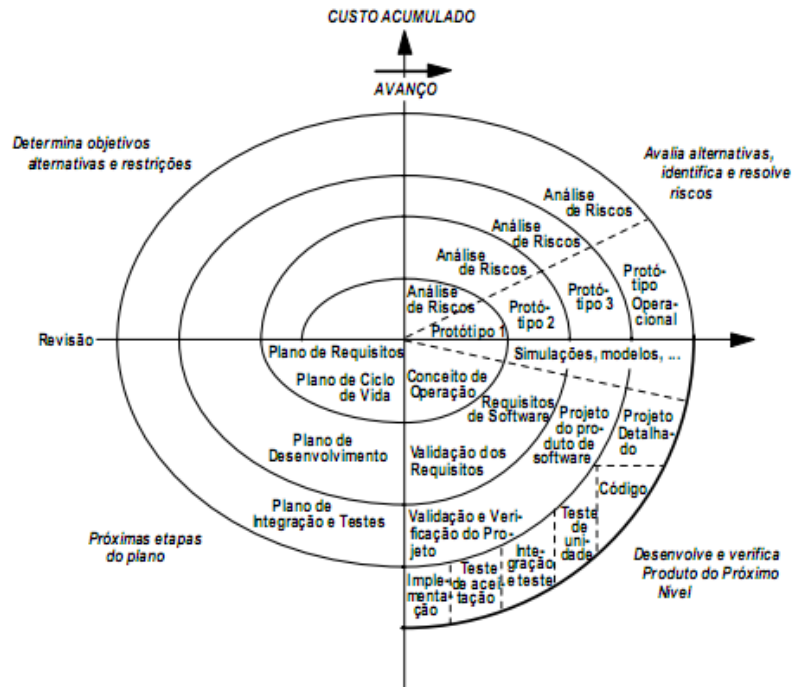 CUSTO ACUMULADO
AVANÇO
Determina objetivos
alternativas e restrições
Avalia alternativas,
identifica e resolve
riscos
Análise
de Riscos
Análise
de Riscos
Análise
de Riscos
Análise
de Riscos
Protótipo 1
Protó-
tipo 2
Protó-
tipo 3
Protó-
tipo
Opera-
cional
Revisão
Plano de Requisitos
Plano de Ciclo
de Vida
Conceito de
Operação
Simulações, modelos, ...
Requisitos
de Software
Projeto
do pro-
duto de
software
Projeto
Detalha-
do
Plano de
Desenvolvimento
Validação dos
Requisitos
Código
Plano de
Integração e Testes
Validação e Veri-
ficação do Pro-
jeto
Teste
de uni-
dade
Inte-
gração
e teste
Teste
de acei-
tação
Imple-
menta-
ção
Próximas etapas
do plano
Desenvolve e verifica
Produto do Próximo
Nível